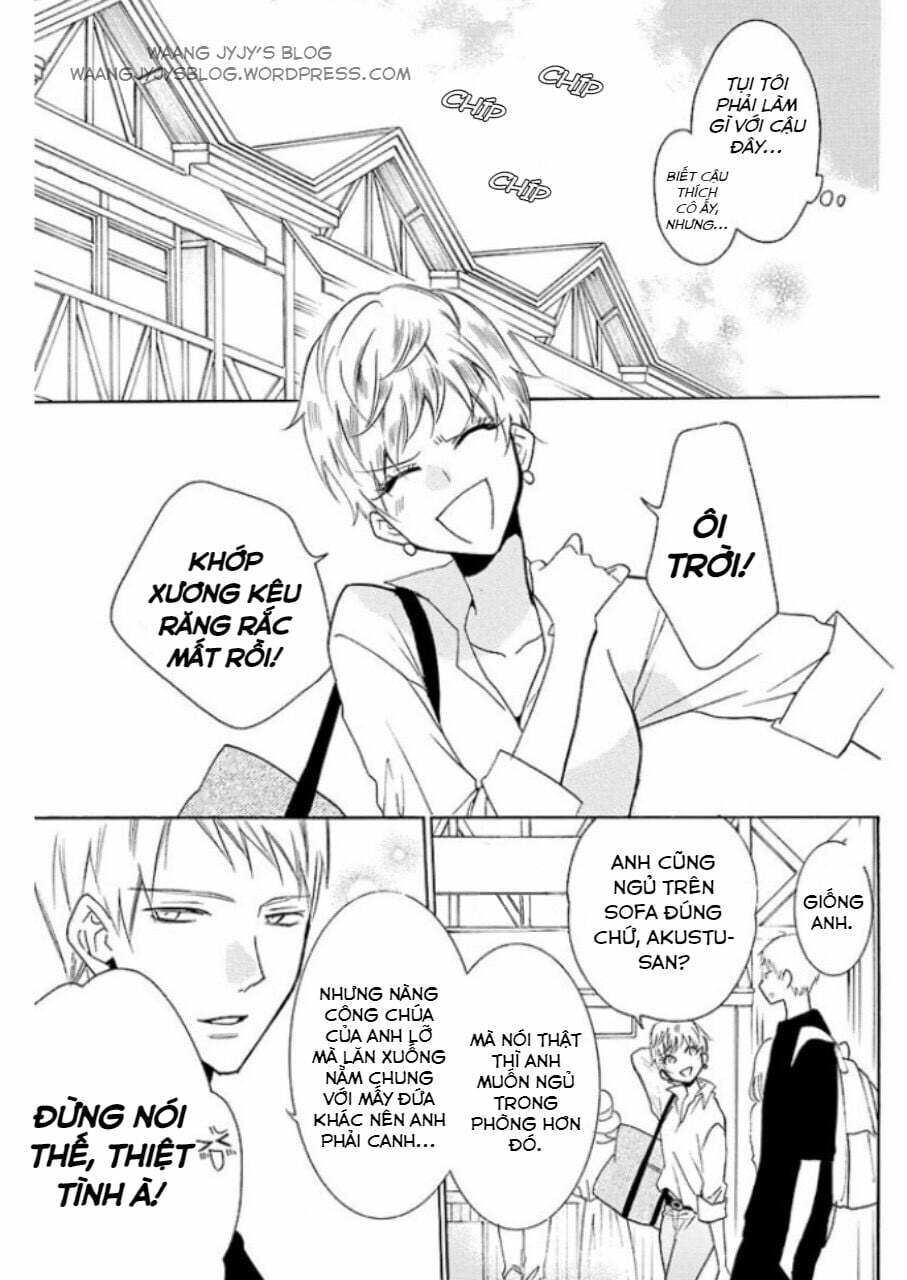 WAANG JYJY'S BLOG
WAANGJYJYSBLOG.WORDPRESS.COM
TỤI TÔI
PHẢI LÀM
GÌ VỚI CẬU
ĐÂY...
BIẾT CẬU
THÍCH
CÔ ẤY,
NHƯNG...
CHÍP
CHÍP
CHÍP
ÔI
TRỜI!
KHỚP
XƯƠNG KÊU
RĂNG RẮC
MẤT RỒI!
GIỐNG
ANH.
ANH CŨNG
NGỦ TRÊN
SOFA ĐÚNG
CHỨ, AKUSTU-
SAN?
MÀ NÓI THẬT
THÌ ANH
MUỐN NGỦ
TRONG
PHÒNG HƠN
ĐÓ.
NHƯNG NÀNG
CÔNG CHÚA
CỦA ANH LỠ
MÀ LĂN XUỐNG
NẰM CHUNG
VỚI MẤY ĐỨA
KHÁC NÊN ANH
PHẢI CANH...
ĐỪNG NÓI
THẾ, THIỆT
TÌNH À!